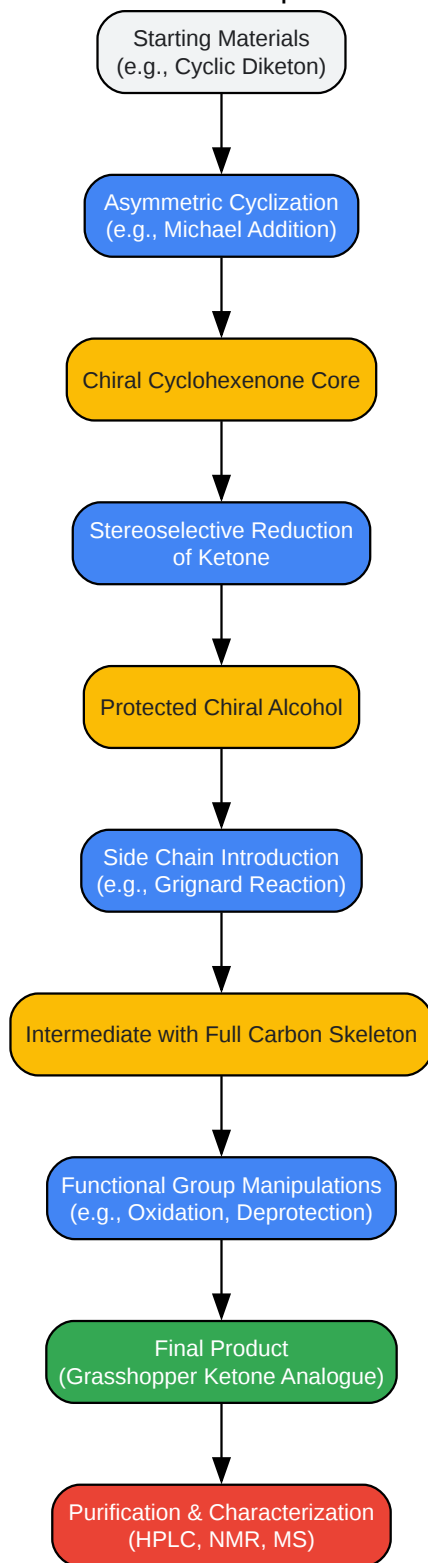 Starting Materials
(e.g., Cyclic Diketon)
Asymmetric Cyclization
(e.g., Michael Addition)
Chiral Cyclohexenone Core
Stereoselective Reduction
of Ketone
Protected Chiral Alcohol
Side Chain Introduction
(e.g., Grignard Reaction)
Intermediate with Full Carbon Skeleton
Functional Group Manipulations
(e.g., Oxidation, Deprotection)
Final Product
(Grasshopper Ketone Analogue)
Purification & Characterization
(HPLC, NMR, MS)